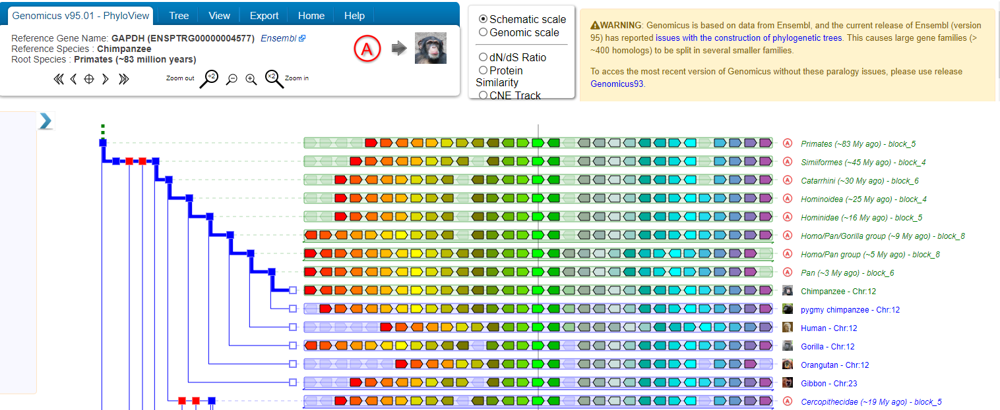 Genomicus v95.01 - PhyloView
Tree
View
Export
Home
Help
Reference Gene Name: GAPDH (ENSPTRG00000004577) Ensembl
Reference Species : Chimpanzee
Root Species : Primates (~83 million years)
A
Zoom out
÷2
×2
Zoom in
Schematic scale
Genomic scale
dN/dS Ratio
Protein
Similarity
CNE Track
WARNING: Genomicus is based on data from Ensembl, and the current release of Ensembl (version
95) has reported issues with the construction of phylogenetic trees. This causes large gene families (>
~400 homologs) to be split in several smaller families.
To acces the most recent version of Genomicus without these paralogy issues, please use release
Genomicus93.
A Primates (~83 My ago) - block_5
A Simiiformes (~45 My ago) - block_4
A Catarrhini (~30 My ago) - block_6
A Hominoidea (~25 My ago) - block_4
A Hominidae (~16 My ago) - block_5
A Homo/Pan/Gorilla group (~9 My ago) - block_8
A Homo/Pan group (~5 My ago) - block_8
A Pan (~3 My ago) - block_6
Chimpanzee - Chr:12
pygmy chimpanzee - Chr:12
Human - Chr:12
Gorilla - Chr:12
Orangutan - Chr:12
Gibbon - Chr:23
A Cercopithecidae (~19 My ago) - block_5